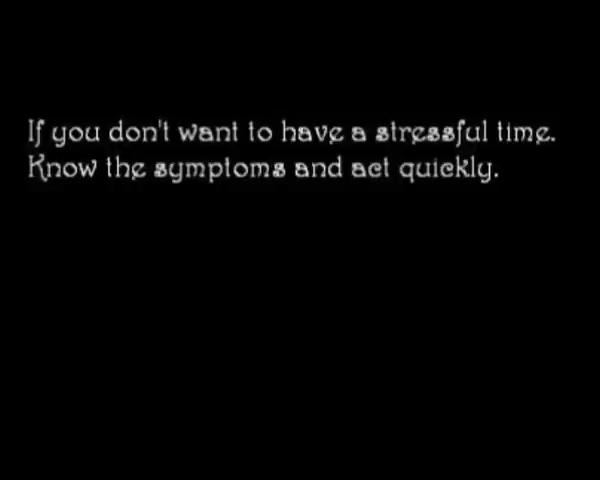 If you don't want to have a stressful time.
Know the symptoms and act quickly.